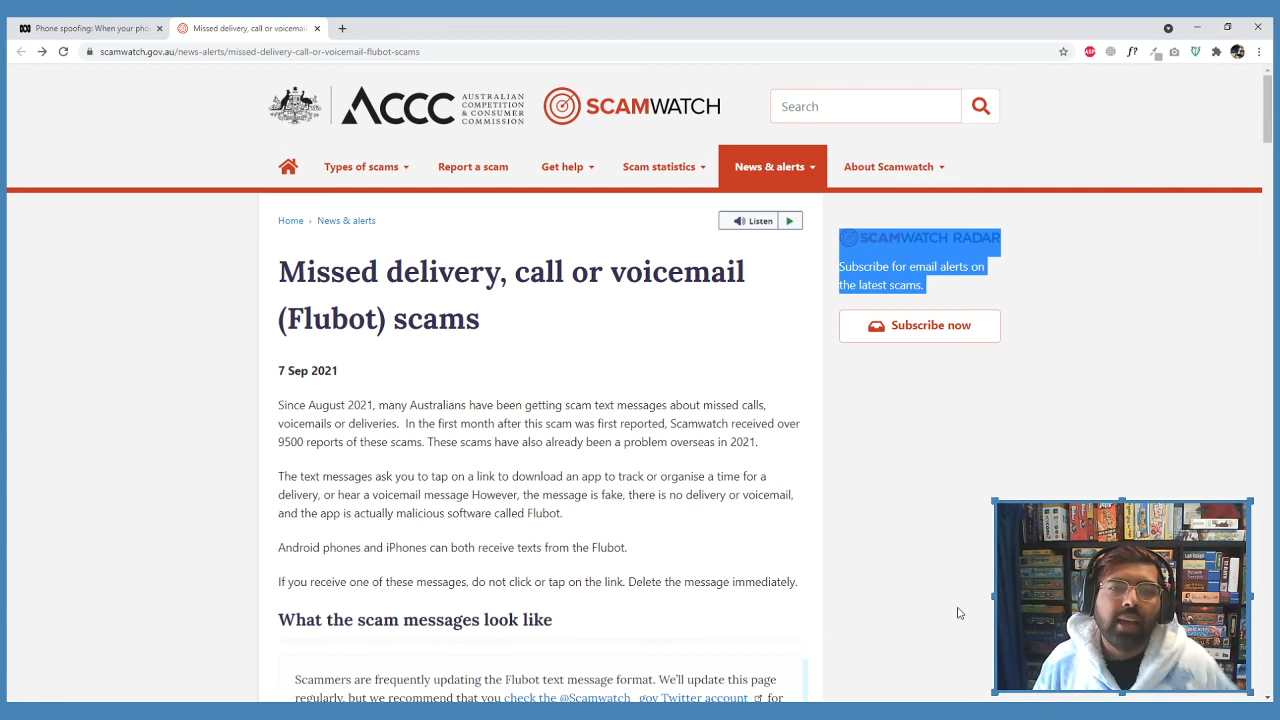 Phone spoofing: When your pho
Missed delivery, call or voicemai
scamwatch.gov.au/news-alerts/missed-delivery-call-or-voicemail-flubot-scams
ABP
f?
ACCC
AUSTRALIAN
COMPETITION
& CONSUMER
COMMISSION
SCAMWATCH
Search
Types of scams
Report a scam
Get help
Scam statistics
News & alerts
About Scamwatch
Home › News & alerts
Listen
Missed delivery, call or voicemail
(Flubot) scams
7 Sep 2021
Since August 2021, many Australians have been getting scam text messages about missed calls,
voicemails or deliveries.  In the first month after this scam was first reported, Scamwatch received over
9500 reports of these scams. These scams have also already been a problem overseas in 2021.
The text messages ask you to tap on a link to download an app to track or organise a time for a
delivery, or hear a voicemail message However, the message is fake, there is no delivery or voicemail,
and the app is actually malicious software called Flubot.
Android phones and iPhones can both receive texts from the Flubot.
If you receive one of these messages, do not click or tap on the link. Delete the message immediately.
What the scam messages look like
Scammers are frequently updating the Flubot text message format. We'll update this page
regularly, but we recommend that you check the @Scamwatch_gov Twitter account for
SCAMWATCH RADAR
Subscribe for email alerts on
the latest scams.
Subscribe now